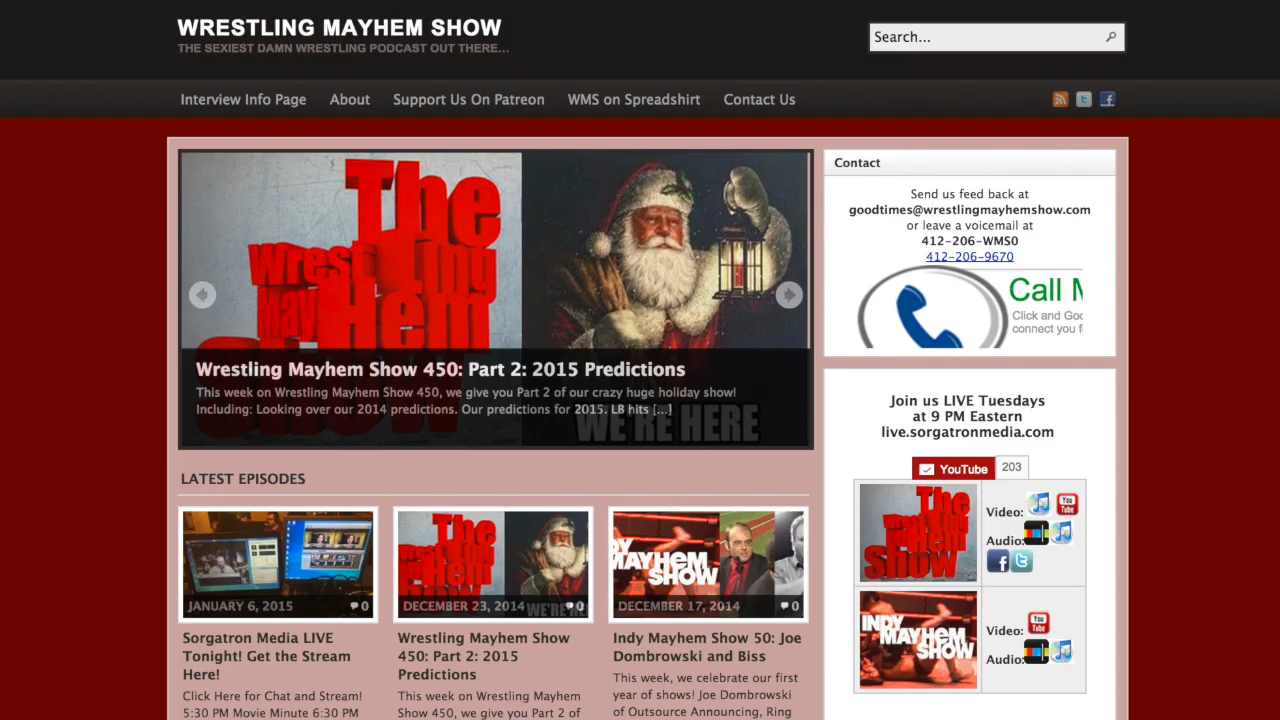 WRESTLING MAYHEM SHOW
THE SEXIEST DAMN WRESTLING PODCAST OUT THERE...
Search...
Interview Info Page About Support Us On Patreon WMS on Spreadshirt Contact Us
The
Wrestling
MayHem
Show
WE'RE HERE
Wrestling Mayhem Show 450: Part 2: 2015 Predictions
This week on Wrestling Mayhem Show 450, we give you Part 2 of our crazy huge holiday show!
Including: Looking over our 2014 predictions. Our predictions for 2015. LB hits [...]
Contact
Send us feed back at
goodtimes@wrestlingmayhemshow.com
or leave a voicemail at
412-206-WMS0
412-206-9670
Call M
Click and Goo
connect you f
Join us LIVE Tuesdays
at 9 PM Eastern
live.sorgatronmedia.com
YouTube 203
The
Wrestling
MayHem
Show
Video:
You
Tube
Audio:
INDY
MAYHEM
SHOW
Video:
You
Tube
Audio:
LATEST EPISODES
JANUARY 6, 2015 0
Sorgatron Media LIVE
Tonight! Get the Stream
Here!
Click Here for Chat and Stream!
5:30 PM Movie Minute 6:30 PM
The
WE'RE HERE
DECEMBER 23, 2014 0
Wrestling Mayhem Show
450: Part 2: 2015
Predictions
This week on Wrestling Mayhem
Show 450, we give you Part 2 of
MAYHEM
SHOW
DECEMBER 17, 2014 0
Indy Mayhem Show 50: Joe
Dombrowski and Biss
This week, we celebrate our first
year of shows! Joe Dombrowski
of Outsource Announcing, Ring